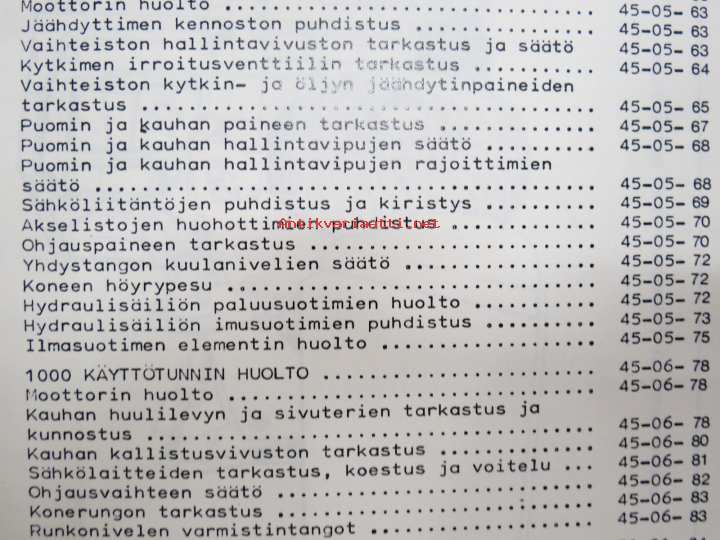 Moottorin huolto ................................ 45-05- 63
Jäähdyttimen kennoston puhdistus ................ 45-05- 63
Vaihteiston hallintavivuston tarkastus ja säätö 45-05- 63
Kytkimen irroitusventtiilin tarkastus ........... 45-05- 64
Vaihteiston kytkin- ja öljyn jäähdytinpaineiden
tarkastus ....................................... 45-05- 65
Puomin ja kauhan paineen tarkastus .............. 45-05- 67
Puomin ja kauhan hallintavipujen säätö .......... 45-05- 68
Puomin ja kauhan hallintavipujen rajoittimien
säätö ........................................... 45-05- 68
Sähköliitäntöjen puhdistus ja kiristys .......... 45-05- 69
Akselistojen huohottimien puhdistus ............. 45-05- 70
Ohjauspaineen tarkastus ......................... 45-05- 70
Yhdystangon kuulanivelien säätö ................. 45-05- 72
Koneen höyrypesu ................................ 45-05- 72
Hydraulisäiliön paluusuotimien huolto ........... 45-05- 72
Hydraulisäiliön imusuotimien puhdistus .......... 45-05- 73
Ilmasuotimen elementin huolto ................... 45-05- 75
1000 KÄYTTÖTUNNIN HUOLTO ........................ 45-06- 78
Moottorin huolto ................................ 45-06- 78
Kauhan huulilevyn ja sivuterien tarkastus ja
kunnostus ....................................... 45-06- 78
Kauhan kallistusvivuston tarkastus .............. 45-06- 80
Sähkölaitteiden tarkastus, koestus ja voitelu ... 45-06- 81
Ohjausvaihteen säätö ............................ 45-06- 82
Konerungon tarkastus ............................ 45-06- 83
Runkonivelen varmistintangot .................... 45-06- 83